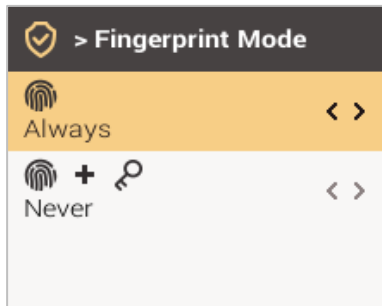 > Fingerprint Mode
Always
< >
+
Never
< >